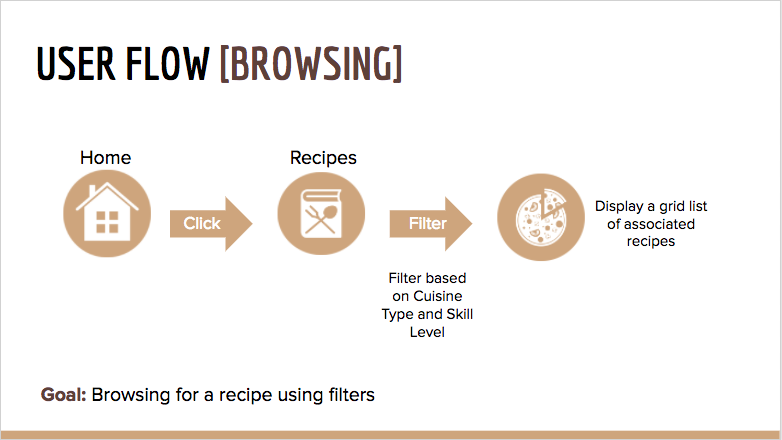 USER FLOW [BROWSING]
Home
Recipes
Click
Filter
Display a grid list
of associated
recipes
Filter based
on Cuisine
Type and Skill
Level
Goal: Browsing for a recipe using filters